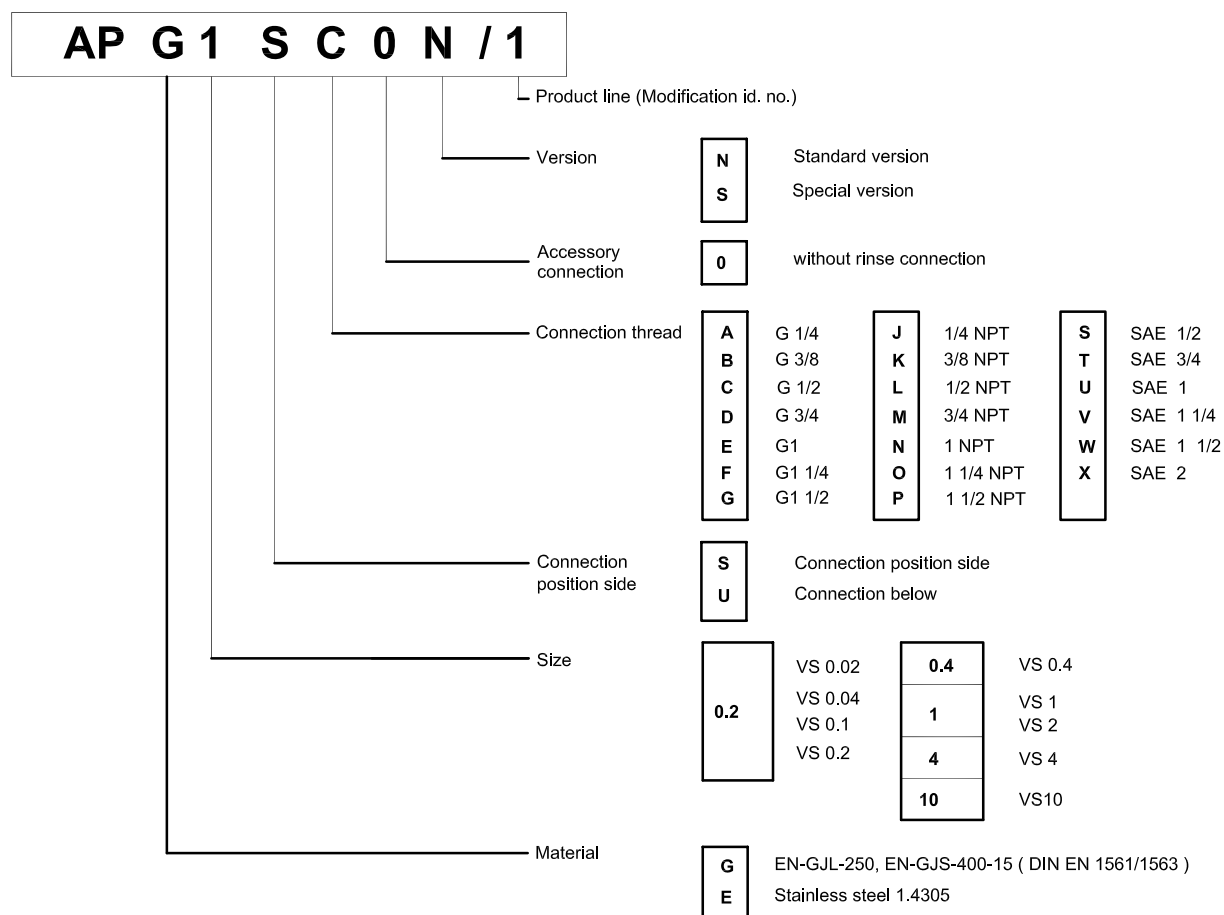 AP G 1 S C 0 N / 1
Product line (Modification id. no.)
Version
N Standard version
S Special version
Accessory
connection
0 without rinse connection
Connection thread
A G 1/4
B G 3/8
C G 1/2
D G 3/4
E G1
F G1 1/4
G G1 1/2
J 1/4 NPT
K 3/8 NPT
L 1/2 NPT
M 3/4 NPT
N 1 NPT
O 1 1/4 NPT
P 1 1/2 NPT
S SAE 1/2
T SAE 3/4
U SAE 1
V SAE 1 1/4
W SAE 1 1/2
X SAE 2
Connection
position side
S Connection position side
U Connection below
Size
0.2
VS 0.02
VS 0.04
VS 0.1
VS 0.2
0.4 VS 0.4
1
VS 1
VS 2
4 VS 4
10 VS10
Material
G EN-GJL-250, EN-GJS-400-15 ( DIN EN 1561/1563 )
E Stainless steel 1.4305